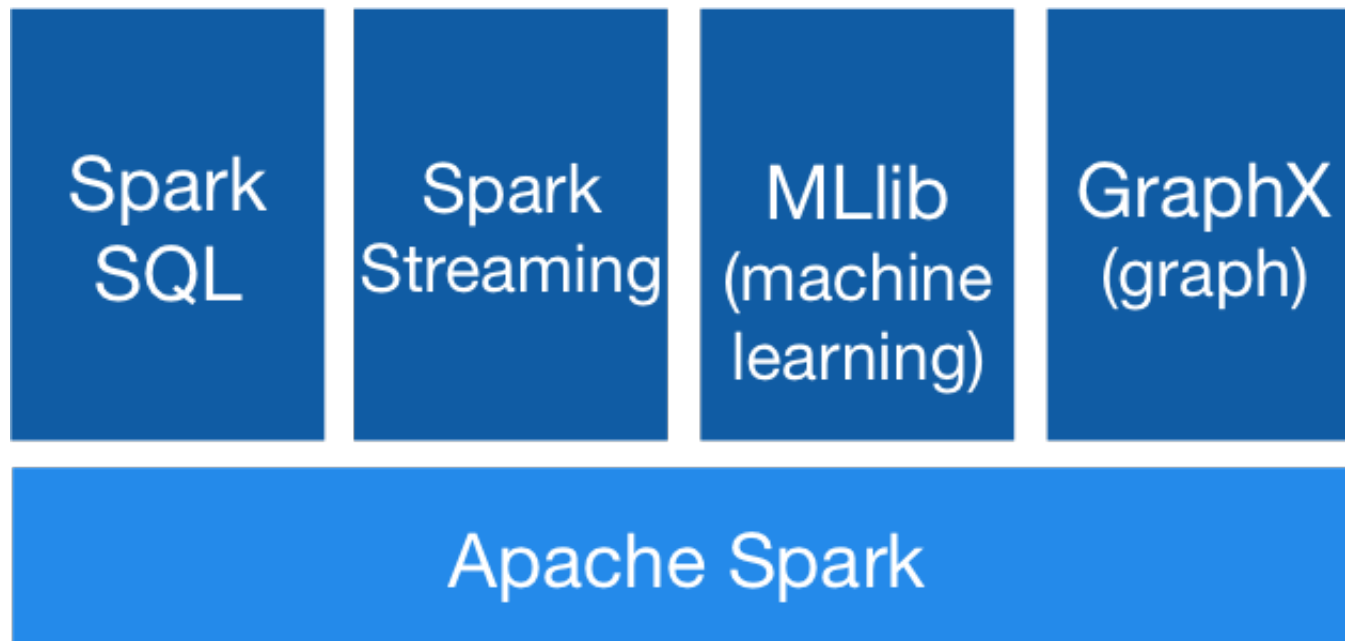 Spark
SQL
Spark
Streaming
MLlib
(machine
learning)
GraphX
(graph)
Apache Spark